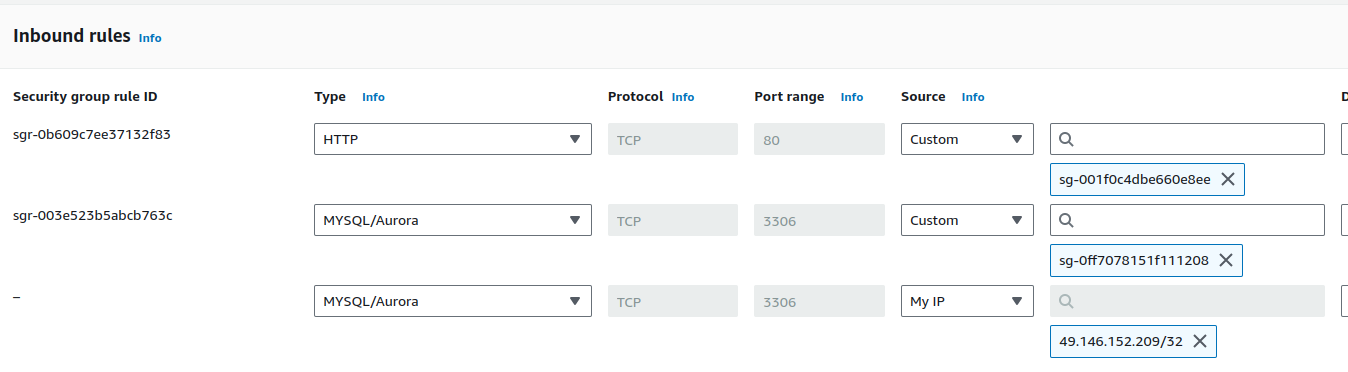 Inbound rules Info
Security group rule ID Type Info Protocol Info Port range Info Source Info D
sgr-0b609c7ee37132f83 HTTP TCP 80 Custom
sg-001f0c4dbe660e8ee
sgr-003e523b5abcb763c MYSQL/Aurora TCP 3306 Custom
sg-0ff7078151f111208
– MYSQL/Aurora TCP 3306 My IP
49.146.152.209/32